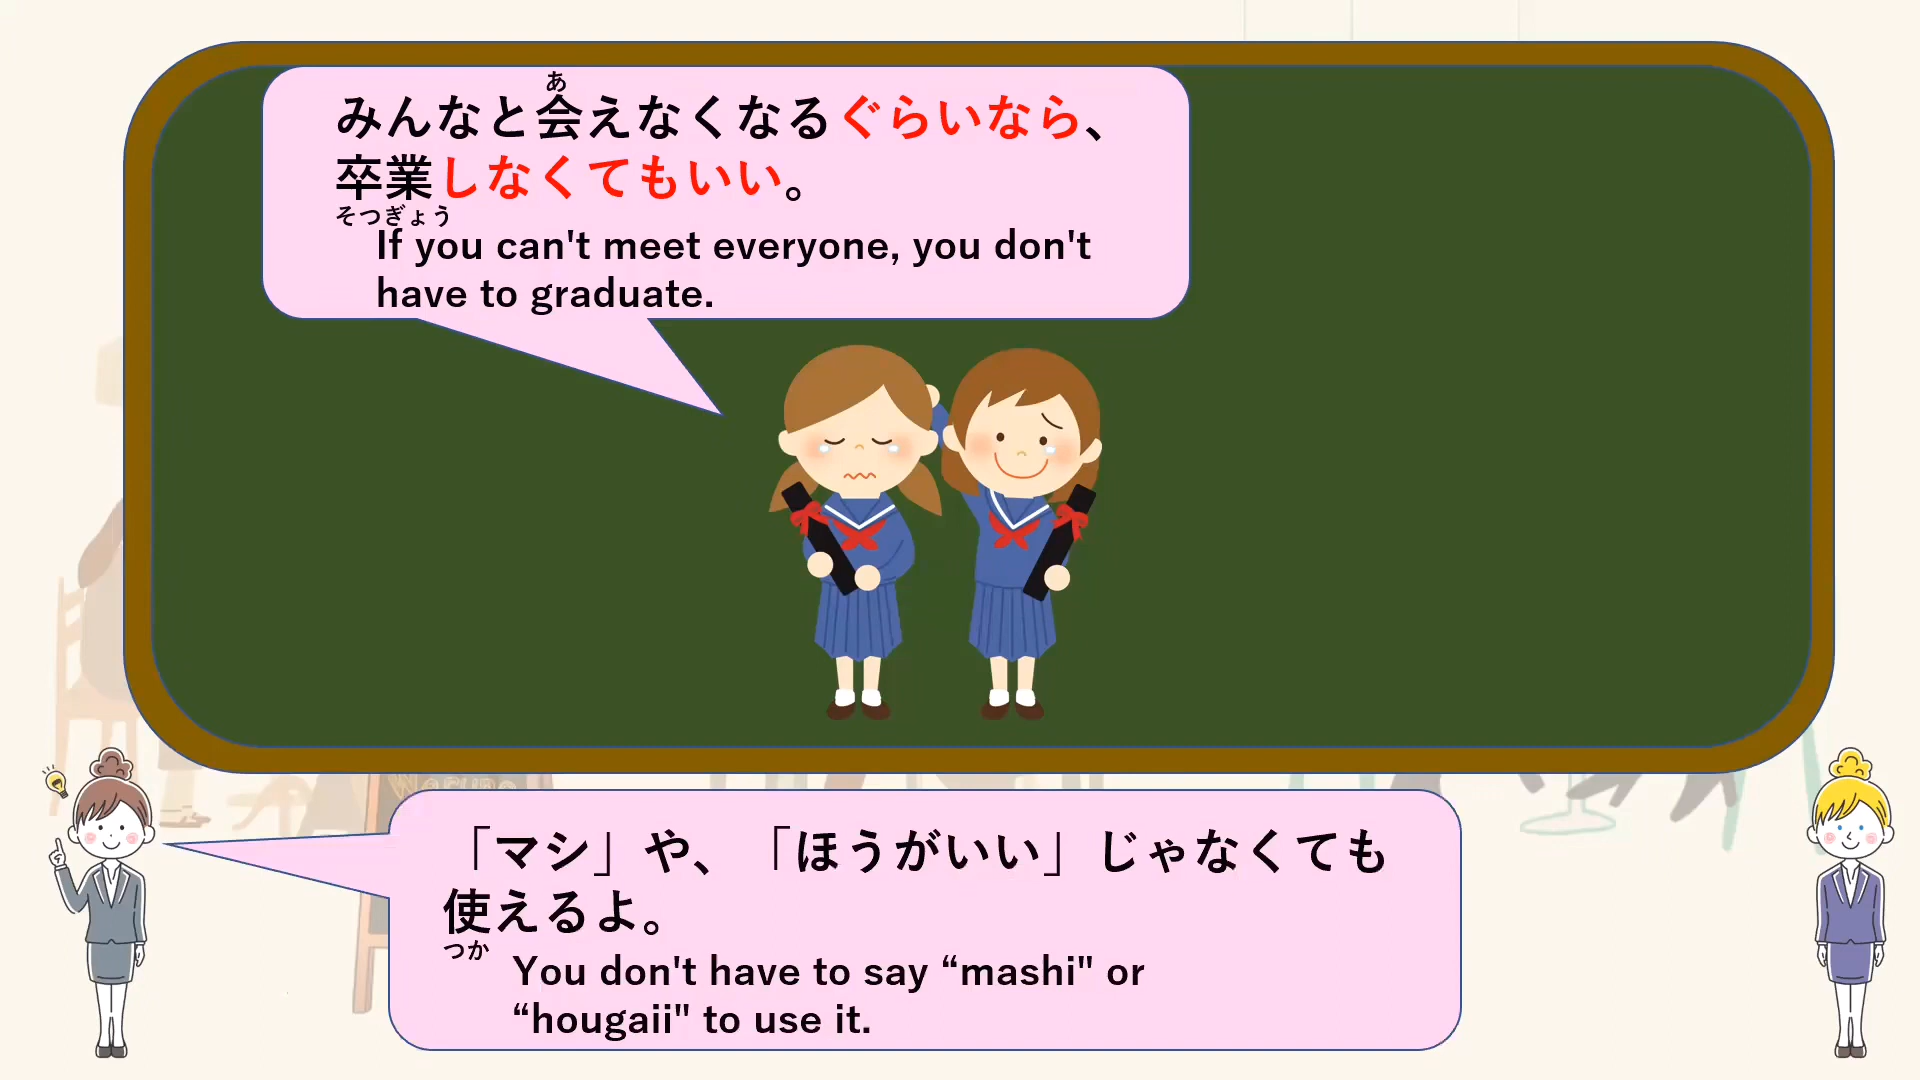 あ
みんなと会えなくなるぐらいなら、
卒業しなくてもいい。
そつぎょう
If you can't meet everyone, you don't
have to graduate.
「マシ」や、「ほうがいい」じゃなくても
使えるよ。
つか
You don't have to say “mashi" or
“hougaii" to use it.